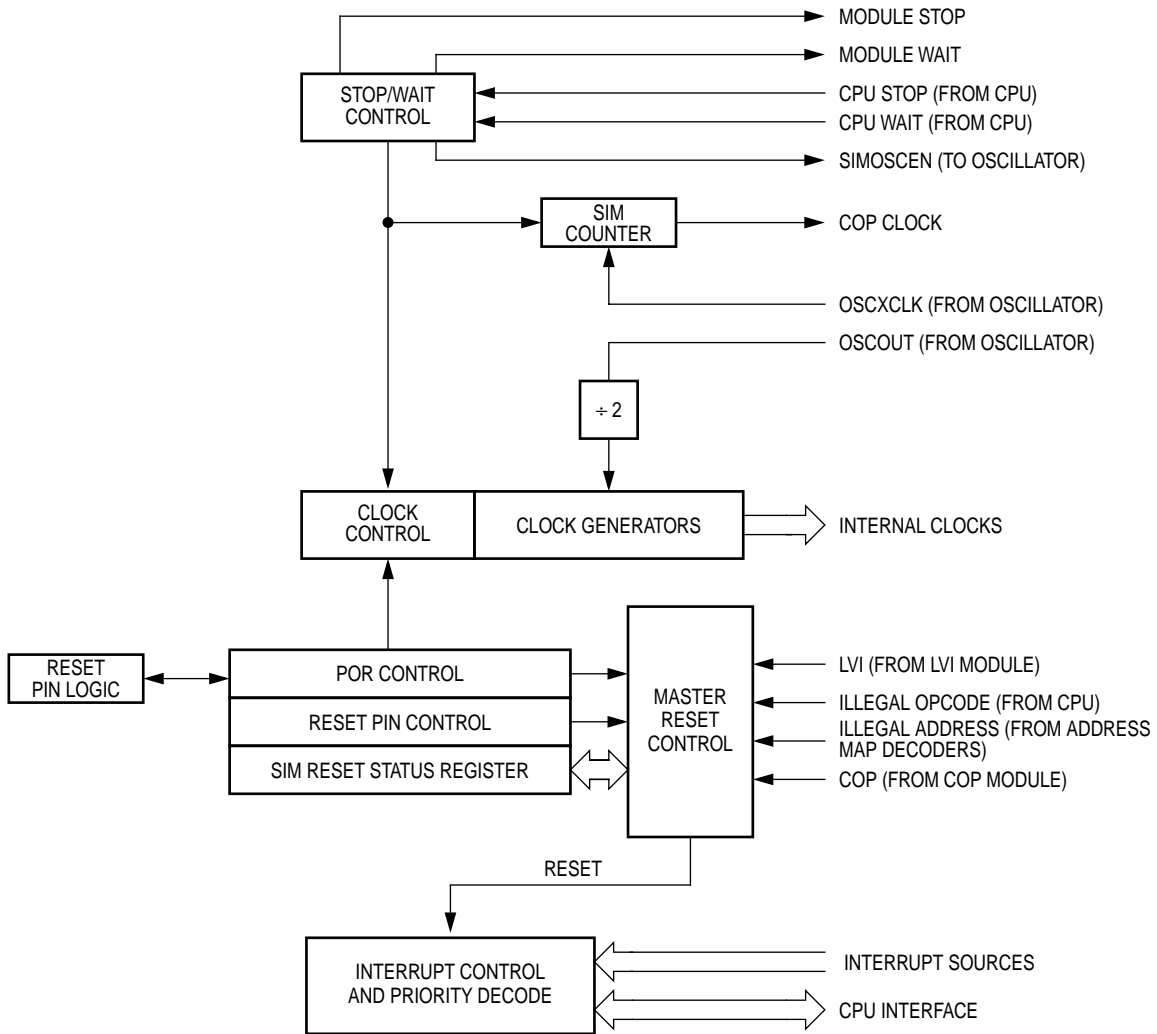 MODULE STOP
MODULE WAIT
STOP/WAIT
CONTROL
CPU STOP (FROM CPU)
CPU WAIT (FROM CPU)
SIMOSCEN (TO OSCILLATOR)
SIM
COUNTER
COP CLOCK
OSCXCLK (FROM OSCILLATOR)
OSCOUT (FROM OSCILLATOR)
÷ 2
CLOCK
CONTROL
CLOCK GENERATORS
INTERNAL CLOCKS
RESET
PIN LOGIC
POR CONTROL
RESET PIN CONTROL
SIM RESET STATUS REGISTER
MASTER
RESET
CONTROL
LVI (FROM LVI MODULE)
ILLEGAL OPCODE (FROM CPU)
ILLEGAL ADDRESS (FROM ADDRESS
MAP DECODERS)
COP (FROM COP MODULE)
RESET
INTERRUPT CONTROL
AND PRIORITY DECODE
INTERRUPT SOURCES
CPU INTERFACE